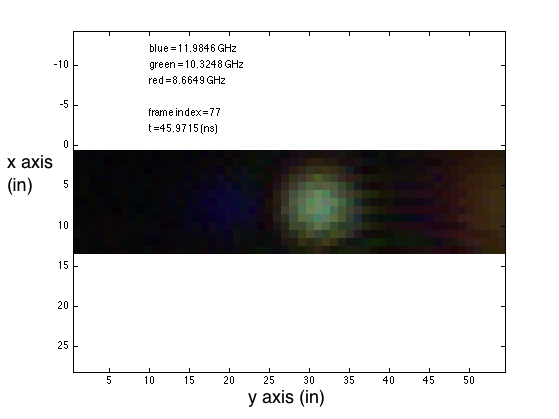 blue=11.9846 GHz
green=10.3248 GHz
red=8.6649 GHz
frame index=77
t=45.9715 (ns)
-10
-5
0
5
10
15
20
25
x axis
(in)
5 10 15 20 25 30 35 40 45 50
y axis (in)